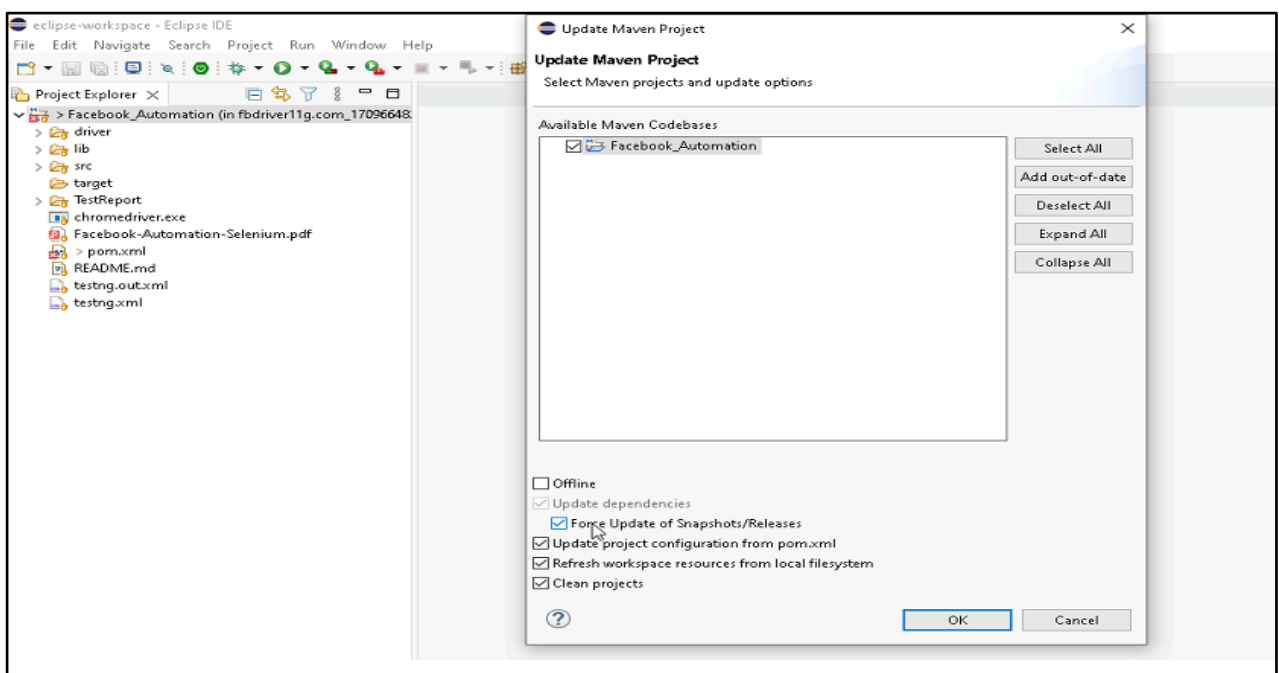 eclipse-workspace - Eclipse IDE
File Edit Navigate Search Project Run Window Help
Project Explorer
> Facebook_Automation (in fbdriver11g.com_17096648
driver
lib
src
target
TestReport
chromedriver.exe
Facebook-Automation-Selenium.pdf
> pom.xml
README.md
testng.out.xml
testng.xml
Update Maven Project
Update Maven Project
Select Maven projects and update options
Available Maven Codebases
Facebook_Automation
Select All
Add out-of-date
Deselect All
Expand All
Collapse All
Offline
Update dependencies
Force Update of Snapshots/Releases
Update project configuration from pom.xml
Refresh workspace resources from local filesystem
Clean projects
?
OK
Cancel